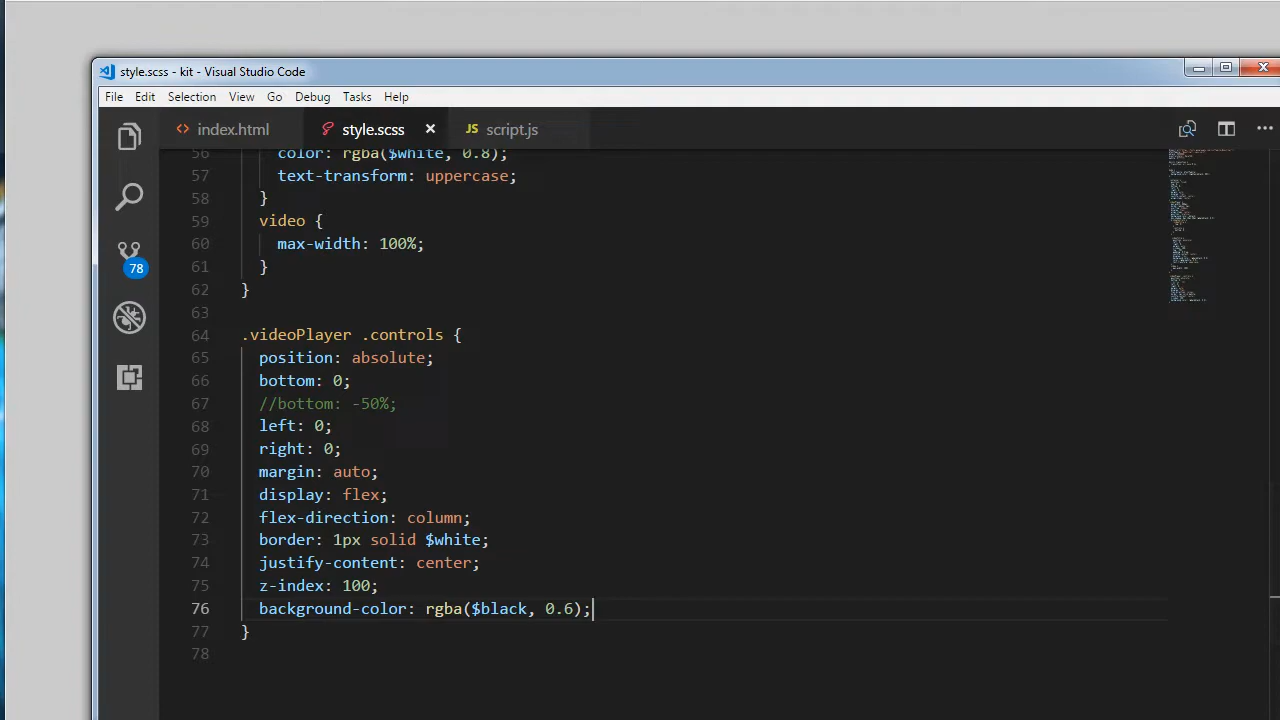 style.scss - kit - Visual Studio Code
File Edit Selection View Go Debug Tasks Help
index.html style.scss JS script.js
56 color: rgba($white, 0.8);
57 text-transform: uppercase;
58 }
59 video {
60 max-width: 100%;
61 }
62 }
63
64 .videoPlayer .controls {
65 position: absolute;
66 bottom: 0;
67 //bottom: -50%;
68 left: 0;
69 right: 0;
70 margin: auto;
71 display: flex;
72 flex-direction: column;
73 border: 1px solid $white;
74 justify-content: center;
75 z-index: 100;
76 background-color: rgba($black, 0.6);
77 }
78
78